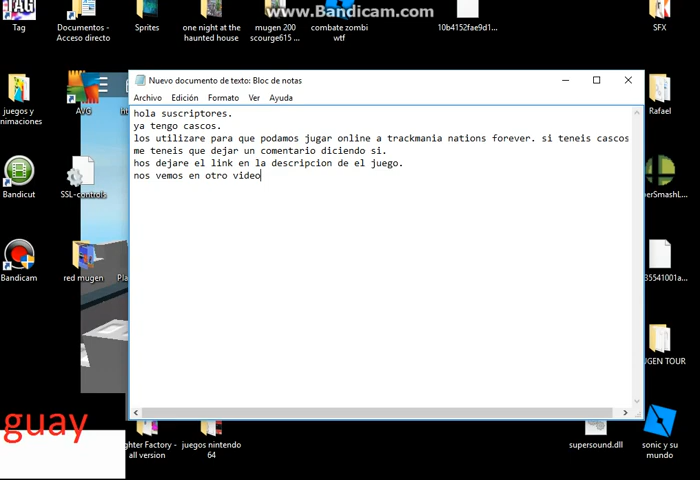 www.Bandicam.com
Tag
Documentos -
Acceso directo
Sprites
one night at the
haunted house
mugen 200
scourge615 ...
combate zombi
wtf
10b4152fae9d1...
SFX
Nuevo documento de texto: Bloc de notas
Archivo Edición Formato Ver Ayuda
hola suscriptores.
ya tengo cascos.
los utilizare para que podamos jugar online a trackmania nations forever. si teneis cascos
me teneis que dejar un comentario diciendo si.
hos dejare el link en la descripcion de el juego.
nos vemos en otro video
juegos y
nimaciones
AVG
Rafael
Bandicut
SSL-controls
perSmashL...
Bandicam
red mugen
Pla
35541001a...
UGEN TOUR
guay
ghter Factory -
all version
juegos nintendo
64
supersound.dll
sonic y su
mundo